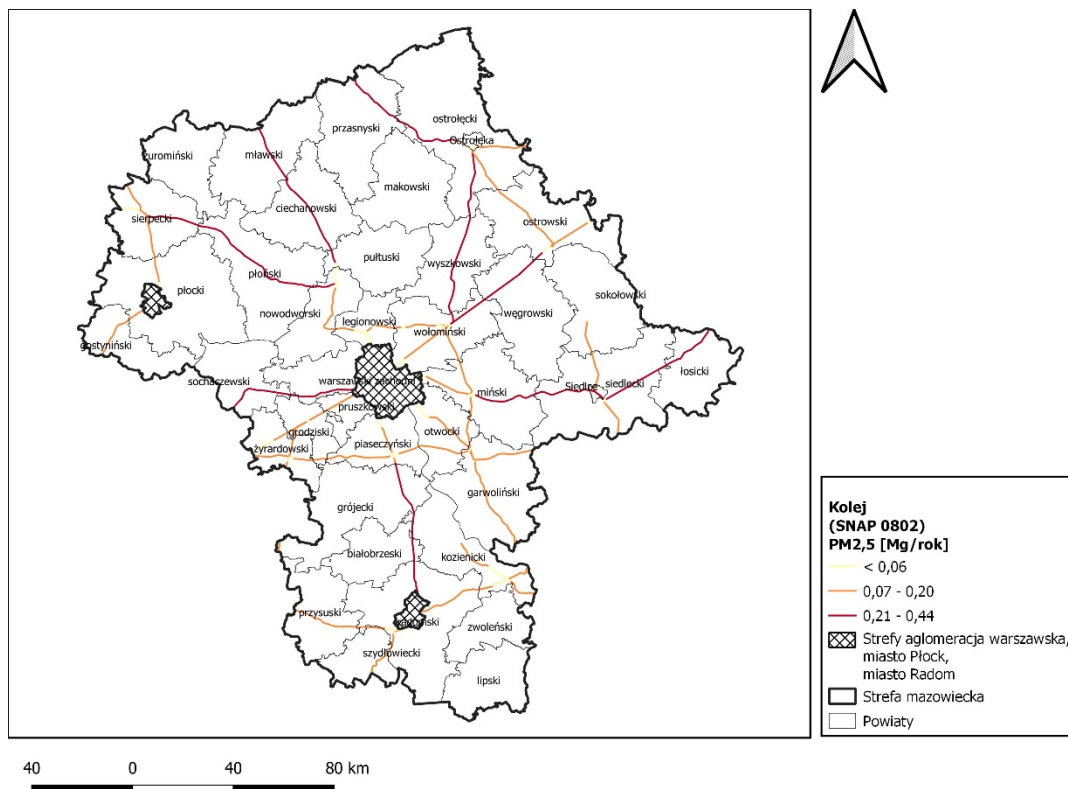 ostrołęcki
przasnyski
Ostrołęka
żuromiński
mławski
makowski
ciechanowski
sierpecki
ostrowski
pułtuski
wyszkowski
płoński
płocki
sokołowski
nowodworski
legionowski
węgrowski
wołomiński
gostyniński
łosicki
sochaczewski
warszawski zachodni
miński
Siedlce
siedlecki
pruszkowski
grodziski
otwocki
piaseczyński
żyrardowski
garwoliński
grójecki
białobrzeski
kozienicki
przysuski
radomski
zwoleński
szydłowiecki
lipski
Kolej
(SNAP 0802)
PM2,5 [Mg/rok]
< 0,06
0,07 - 0,20
0,21 - 0,44
Strefy aglomeracja warszawska,
miasto Płock,
miasto Radom
Strefa mazowiecka
Powiaty
40 0 40 80 km